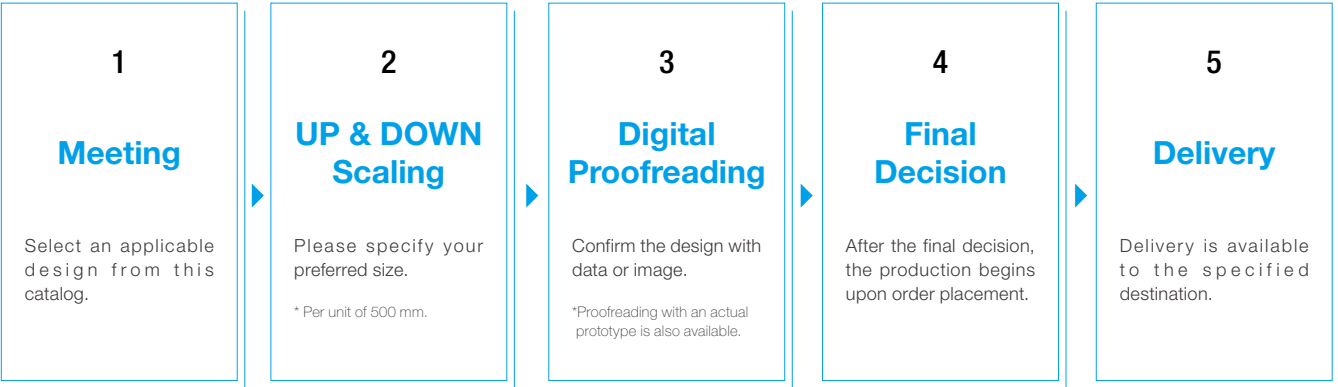 1
Meeting
Select an applicable
design from this
catalog.
2
UP & DOWN
Scaling
Please specify your
preferred size.
* Per unit of 500 mm.
3
Digital
Proofreading
Confirm the design with
data or image.
*Proofreading with an actual
prototype is also available.
4
Final
Decision
After the final decision,
the production begins
upon order placement.
5
Delivery
Delivery is available
to the specified
destination.